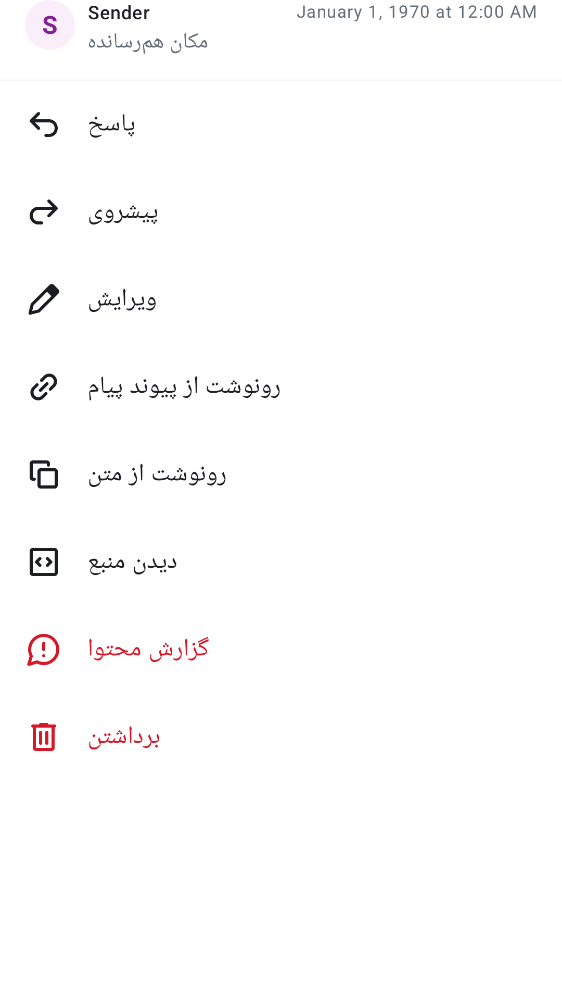 S
Sender
January 1, 1970 at 12:00 AM
مکان هم‌رسانده
پاسخ
پیشروی
ویرایش
رونوشت از پیوند پیام
رونوشت از متن
دیدن منبع
گزارش محتوا
برداشتن